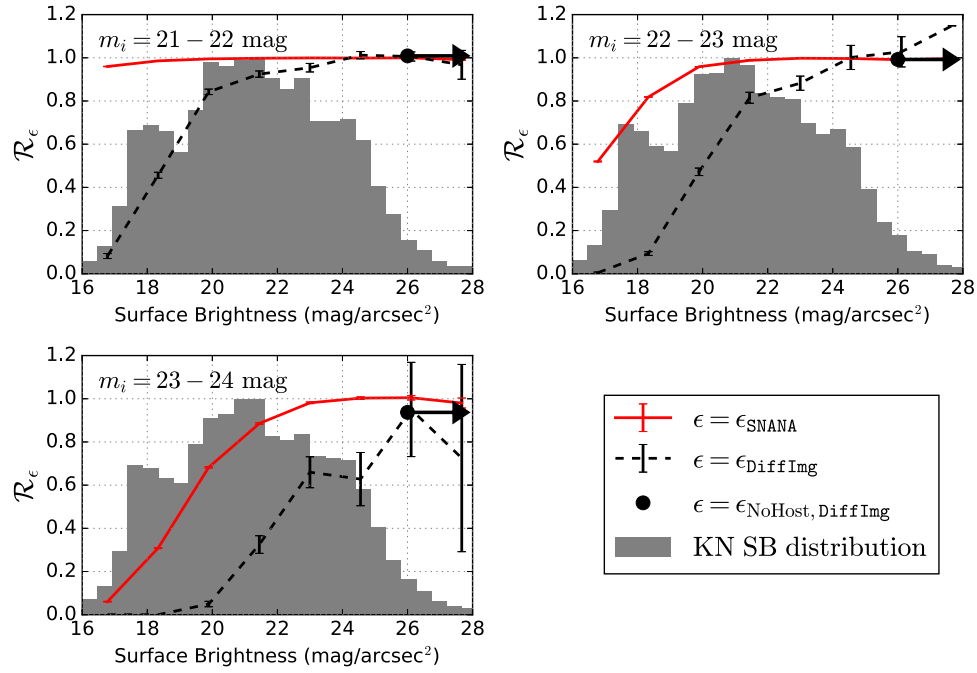 1.2
1.0
0.8
0.6
0.4
0.2
0.0
ℛ_ϵ
m_i = 21 − 22 mag
16 18 20 22 24 26 28
Surface Brightness (mag/arcsec²)
1.2
1.0
0.8
0.6
0.4
0.2
0.0
ℛ_ϵ
m_i = 22 − 23 mag
16 18 20 22 24 26 28
Surface Brightness (mag/arcsec²)
1.2
1.0
0.8
0.6
0.4
0.2
0.0
ℛ_ϵ
m_i = 23 − 24 mag
16 18 20 22 24 26 28
Surface Brightness (mag/arcsec²)
ϵ = ϵ_SNANA
ϵ = ϵ_DiffImg
ϵ = ϵ_NoHost, DiffImg
KN SB distribution